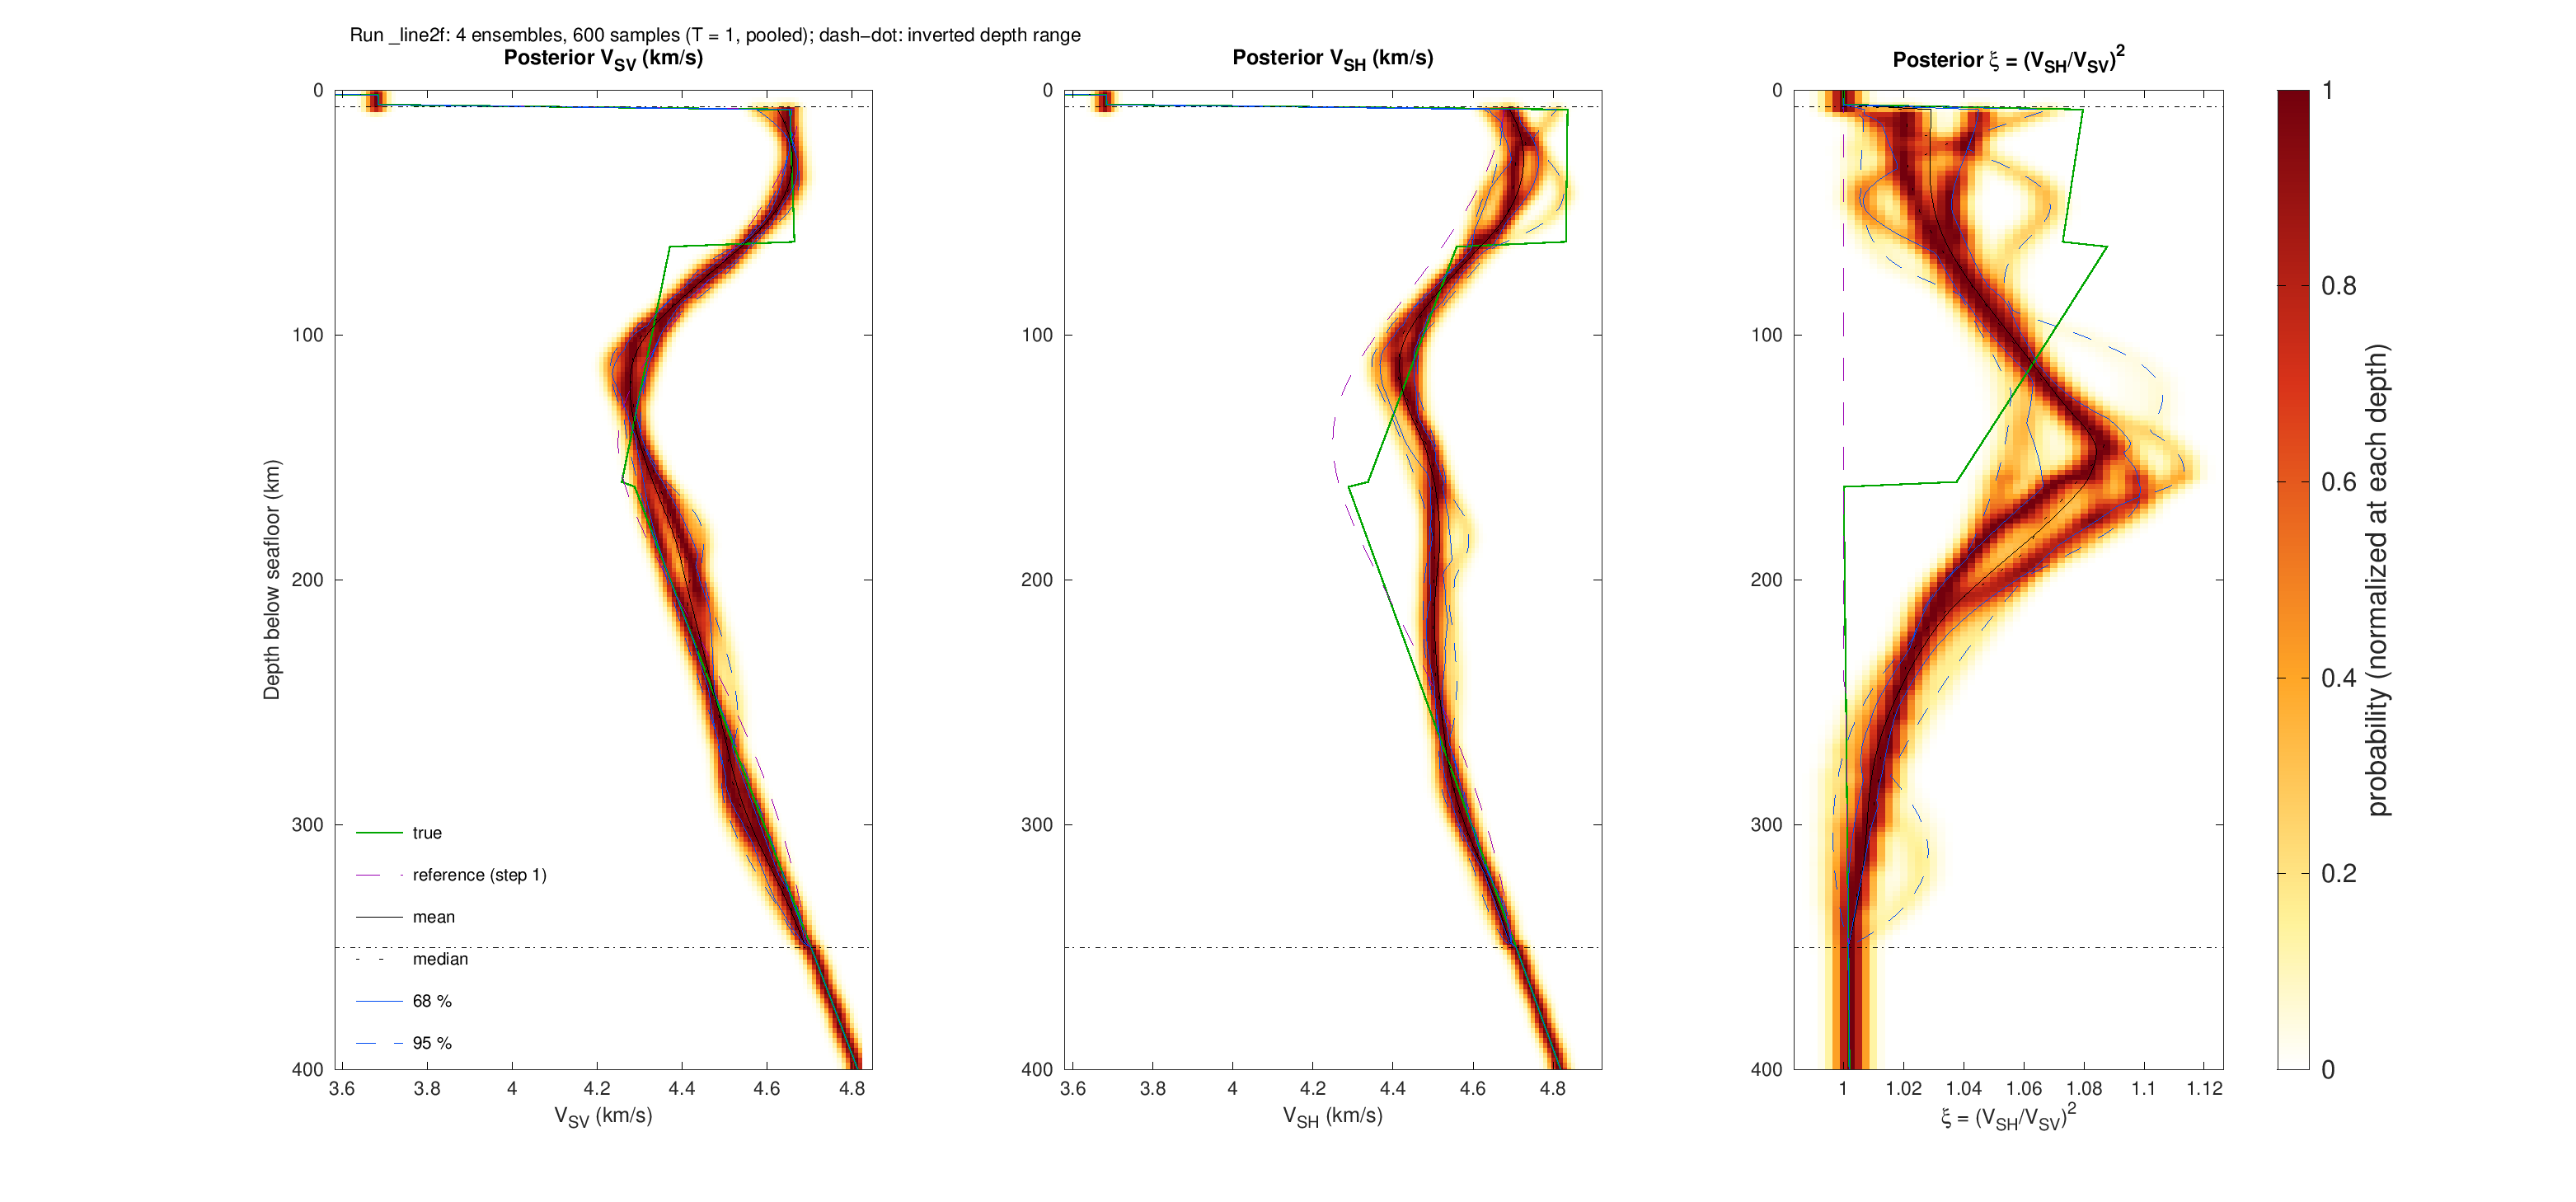 Run _line2f: 4 ensembles, 600 samples (T = 1, pooled); dash−dot: inverted depth range
Posterior V_SV (km/s)
0
100
200
300
400
3.6 3.8 4 4.2 4.4 4.6 4.8
V_SV (km/s)
Depth below seafloor (km)
true
reference (step 1)
mean
median
68 %
95 %
Posterior V_SH (km/s)
0
100
200
300
400
3.6 3.8 4 4.2 4.4 4.6 4.8
V_SH (km/s)
Posterior ξ = (V_SH/V_SV)^2
0
100
200
300
400
1 1.02 1.04 1.06 1.08 1.1 1.12
ξ = (V_SH/V_SV)^2
1
0.8
0.6
0.4
0.2
0
probability (normalized at each depth)